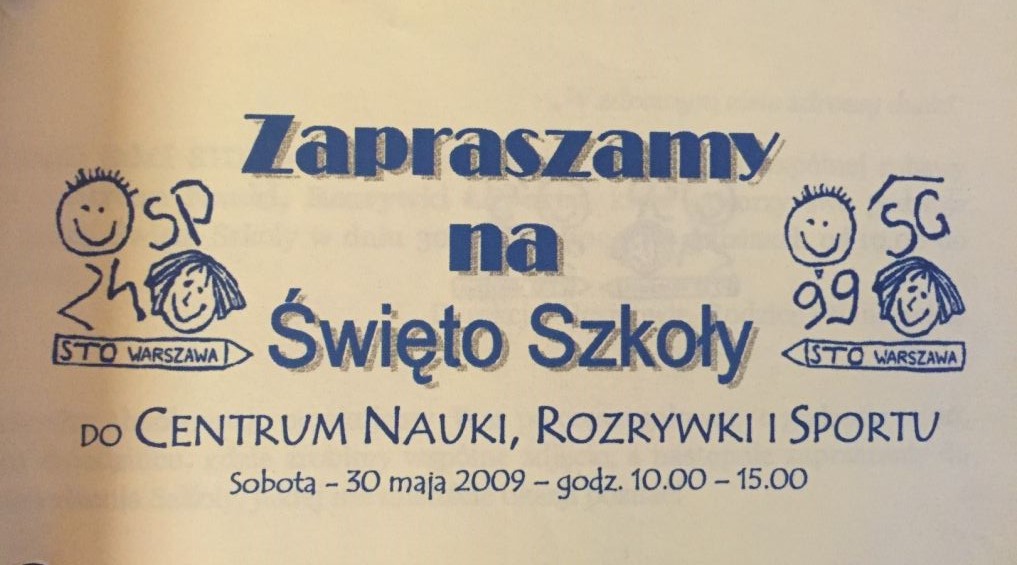 Zapraszamy
na
Święto Szkoły
DO CENTRUM NAUKI, ROZRYWKI I SPORTU
Sobota – 30 maja 2009 – godz. 10.00 – 15.00
SP
24
STO WARSZAWA
SG
99
STO WARSZAWA